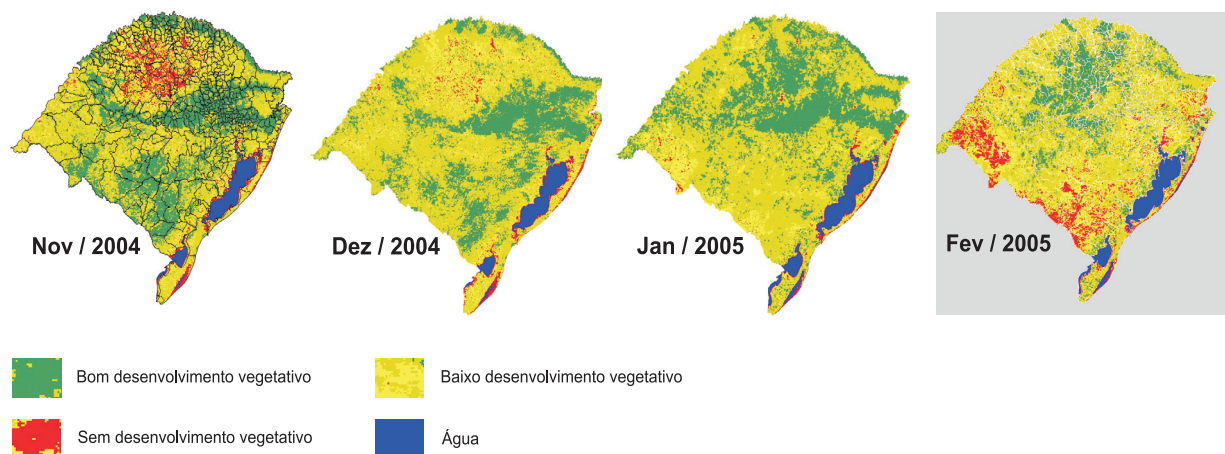 Nov / 2004
Dez / 2004
Jan / 2005
Fev / 2005
Bom desenvolvimento vegetativo
Baixo desenvolvimento vegetativo
Sem desenvolvimento vegetativo
Água